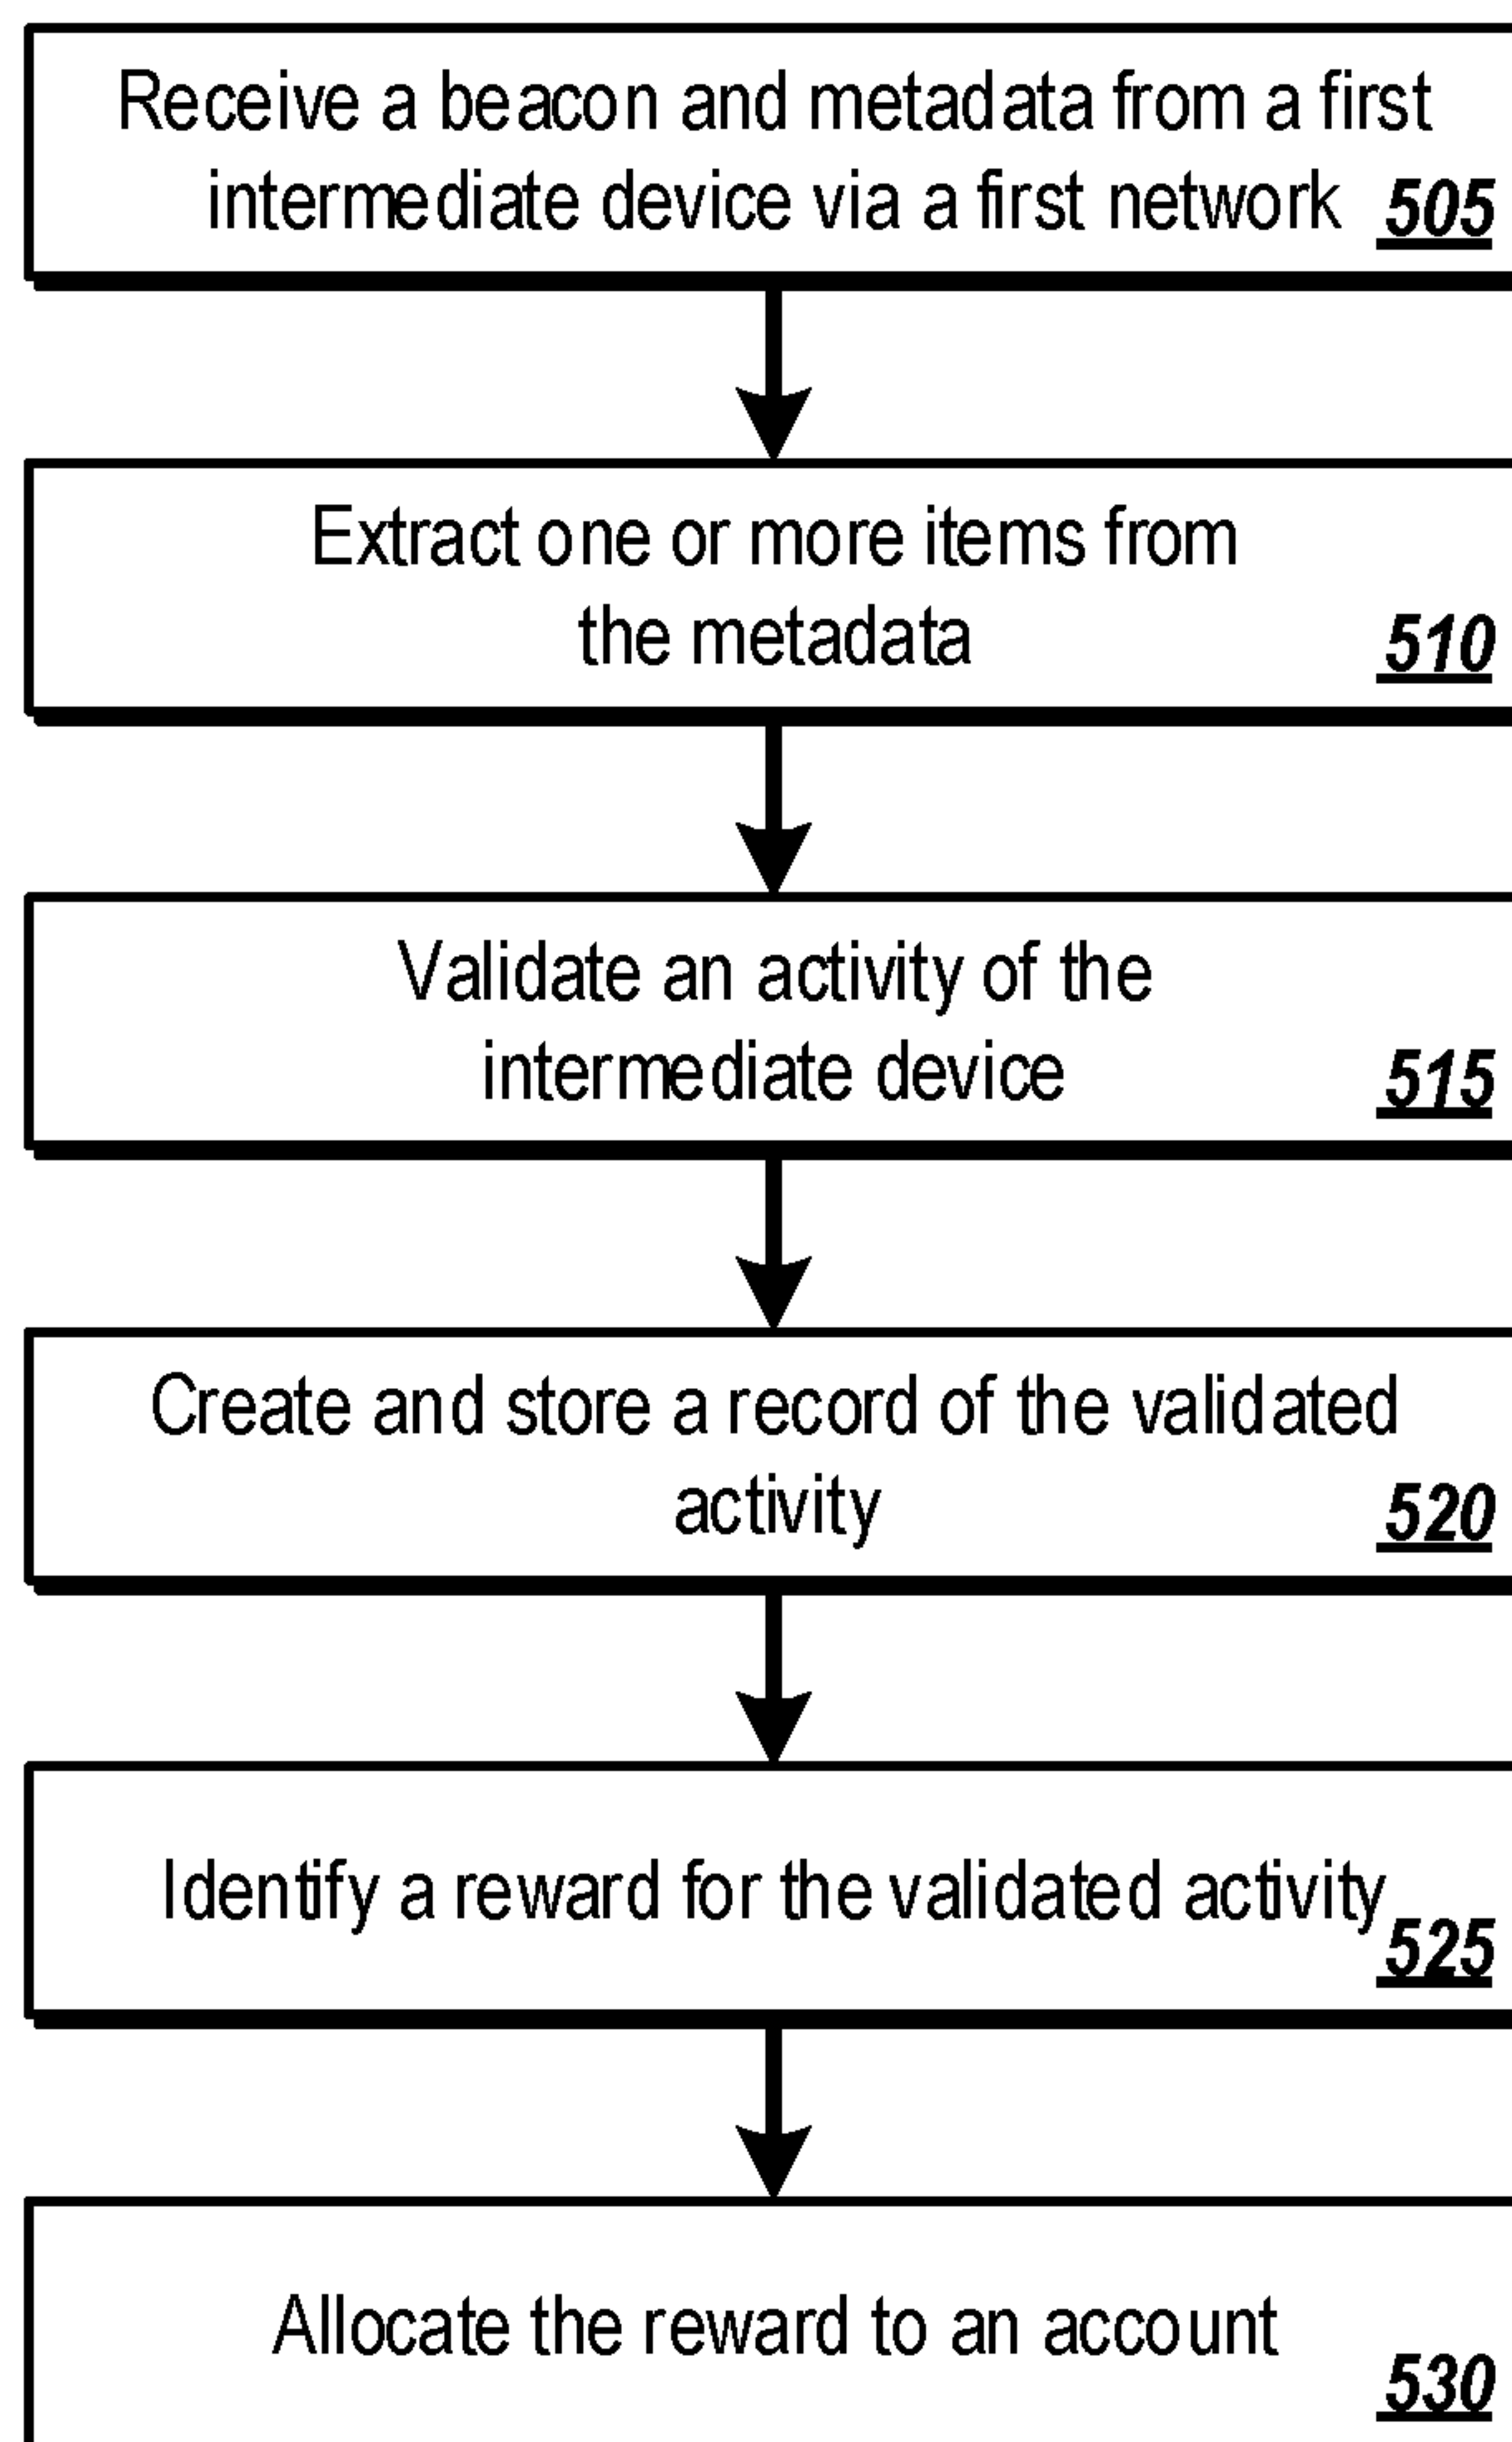 Receive a beacon and metadata from a first
intermediate device via a first network 505
Extract one or more items from
the metadata 510
Validate an activity of the
intermediate device 515
Create and store a record of the validated
activity 520
Identify a reward for the validated activity
525
Allocate the reward to an account
530